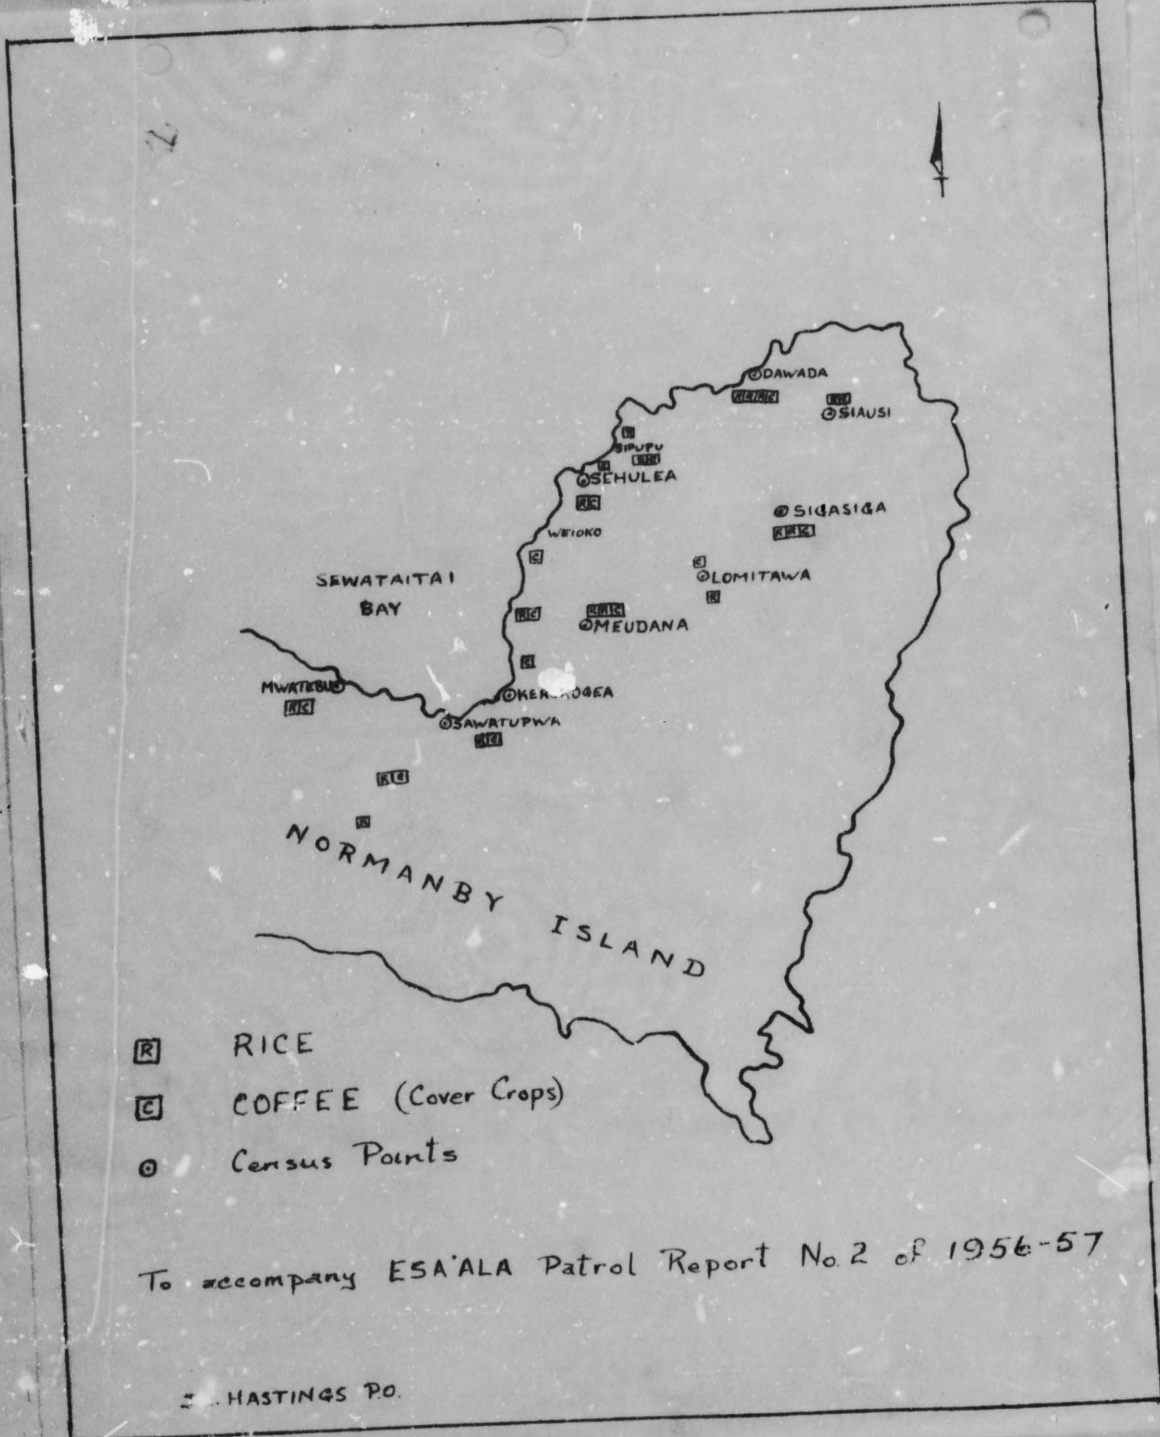 DAWADA
R R R C
R R
SIAUSI
R
SIPUPU
R C
SEHULEA
R C
SIGASIGA
R R C
WEIOKO
C
C
LOMITAWA
R
SEWATAITAI
BAY
R C
R R C
MEUDANA
R
MWATEBU
R C
SAWATUPWA
R C
R C
R
NORMANBY ISLAND
R RICE
C COFFEE (Cover Crops)
Census Points
To accompany ESA'ALA Patrol Report No. 2 of 1956-57
HASTINGS P.O.